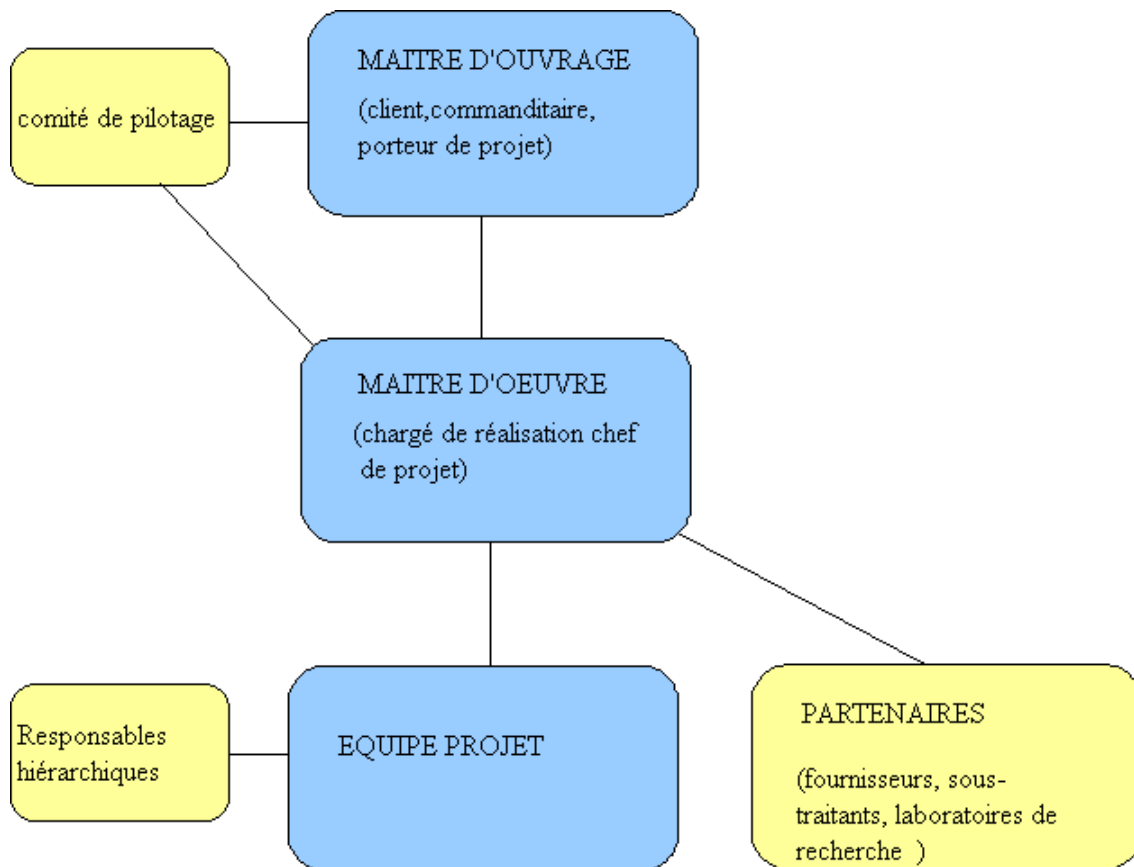 MAITRE D'OUVRAGE
(client,commanditaire,
porteur de projet)
comité de pilotage
MAITRE D'OEUVRE
(chargé de réalisation chef
de projet)
Responsables
hiérarchiques
EQUIPE PROJET
PARTENAIRES
(fournisseurs, sous-
traitants, laboratoires de
recherche )